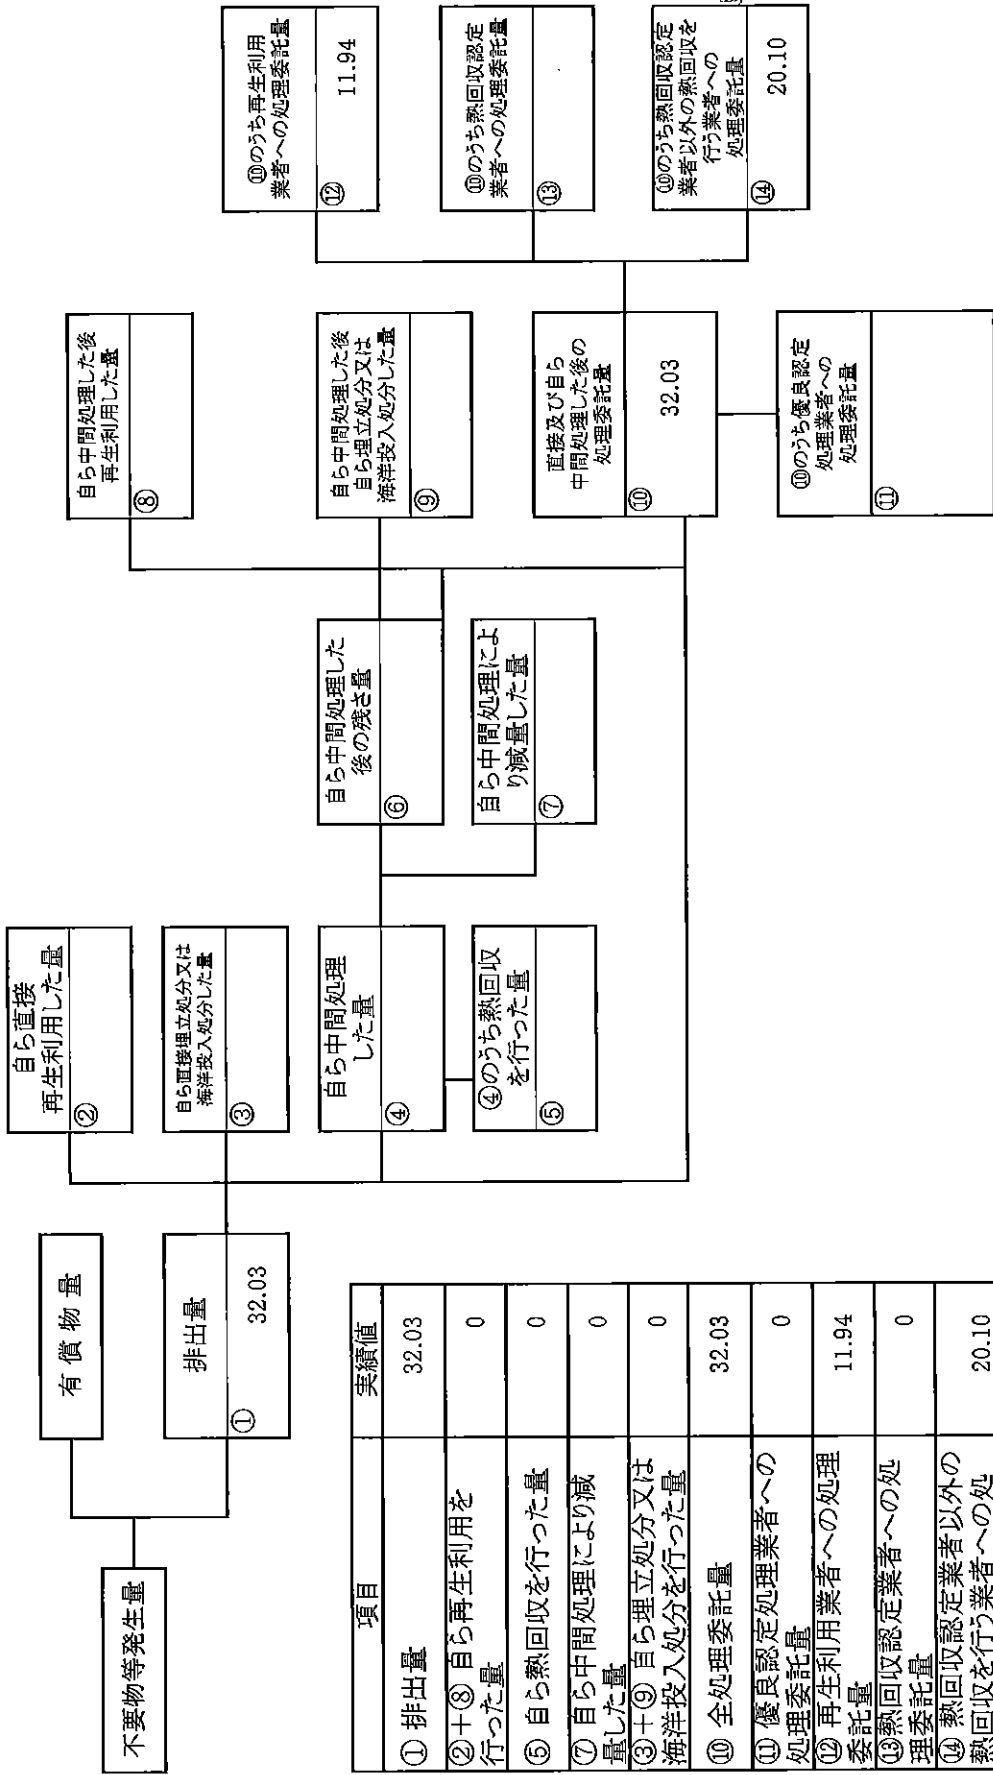 不要物等発生量
有償物量
排出量
①
32.03
自ら直接
再生利用した量
②
自ら直接埋立処分又は
海洋投入処分した量
③
自ら中間処理
した量
④
④のうち熱回収
を行った量
⑤
自ら中間処理した
後の残さ量
⑥
自ら中間処理によ
り減量した量
⑦
自ら中間処理した後
再生利用した量
⑧
自ら中間処理した後
自ら埋立処分又は
海洋投入処分した量
⑨
直接及び自ら
中間処理した後の
処理委託量
⑩
32.03
⑩のうち優良認定
処理業者への
処理委託量
⑪
⑩のうち再生利用
業者への処理委託量
⑫
11.94
⑩のうち熱回収認定
業者への処理委託量
⑬
⑩のうち熱回収認定
業者以外の熱回収を
行う業者への
処理委託量
⑭
20.10
項目
実績値
① 排出量
32.03
②+⑧ 自ら再生利用を
行った量
0
⑤ 自ら熱回収を行った量
0
⑦ 自ら中間処理により減
量した量
0
③+⑨ 自ら埋立処分又は
海洋投入処分を行った量
0
⑩ 全処理委託量
32.03
⑪ 優良認定処理業者への
処理委託量
0
⑫ 再生利用業者への処理
委託量
11.94
⑬熱回収認定業者への処
理委託量
0
⑭ 熱回収認定業者以外の
熱回収を行う業者への処
20.10